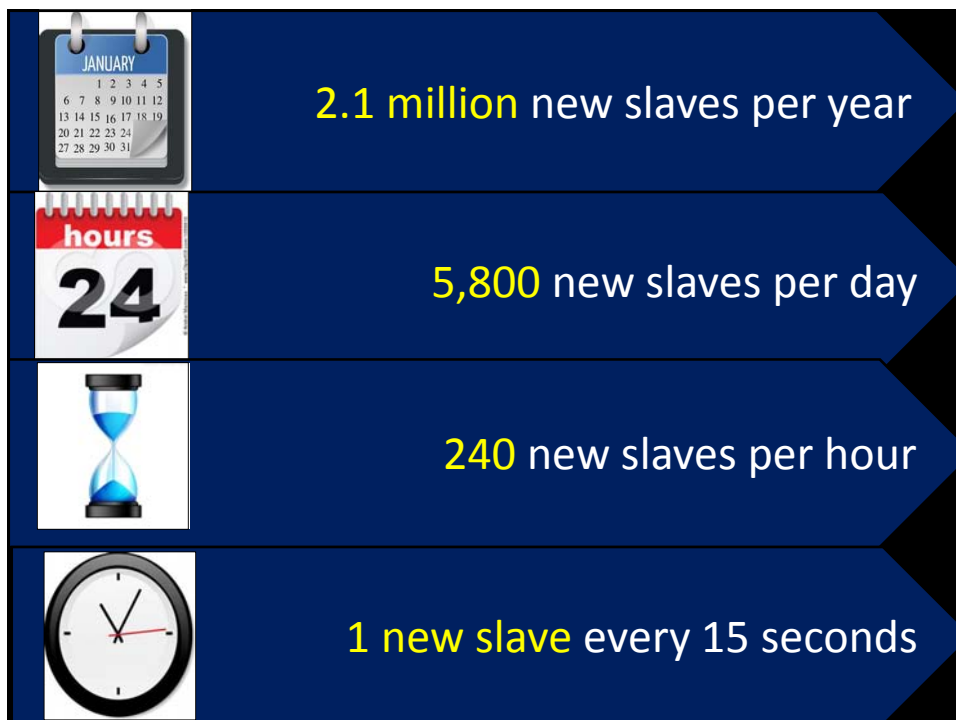 JANUARY
1 2 3 4 5
6 7 8 9 10 11 12
13 14 15 16 17 18 19
20 21 22 23 24
27 28 29 30 31
2.1 million new slaves per year
hours
24
5,800 new slaves per day
240 new slaves per hour
1 new slave every 15 seconds